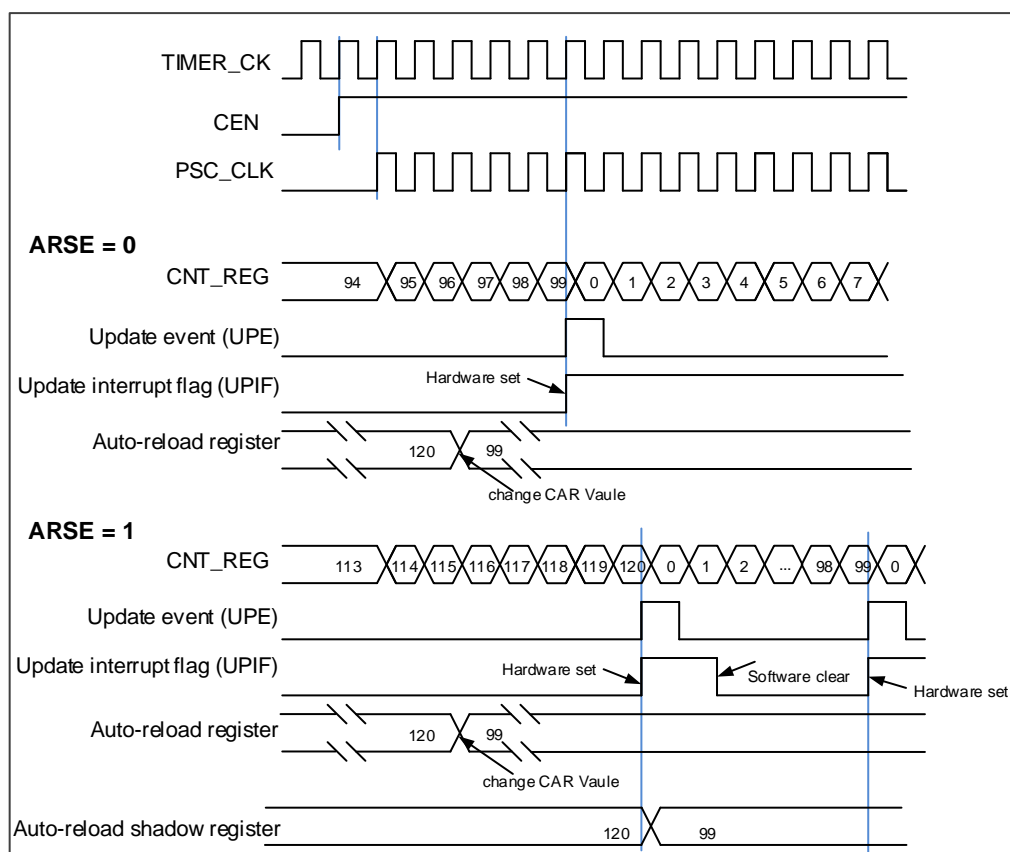 TIMER_CK
CEN
PSC_CLK
ARSE = 0
CNT_REG 94 95 96 97 98 99 0 1 2 3 4 5 6 7
Update event (UPE)
Update interrupt flag (UPIF) Hardware set
Auto-reload register 120 99
change CAR Vaule
ARSE = 1
CNT_REG 113 114 115 116 117 118 119 120 0 1 2 ... 98 99 0
Update event (UPE)
Update interrupt flag (UPIF) Hardware set Software clear Hardware set
Auto-reload register 120 99
change CAR Vaule
Auto-reload shadow register 120 99